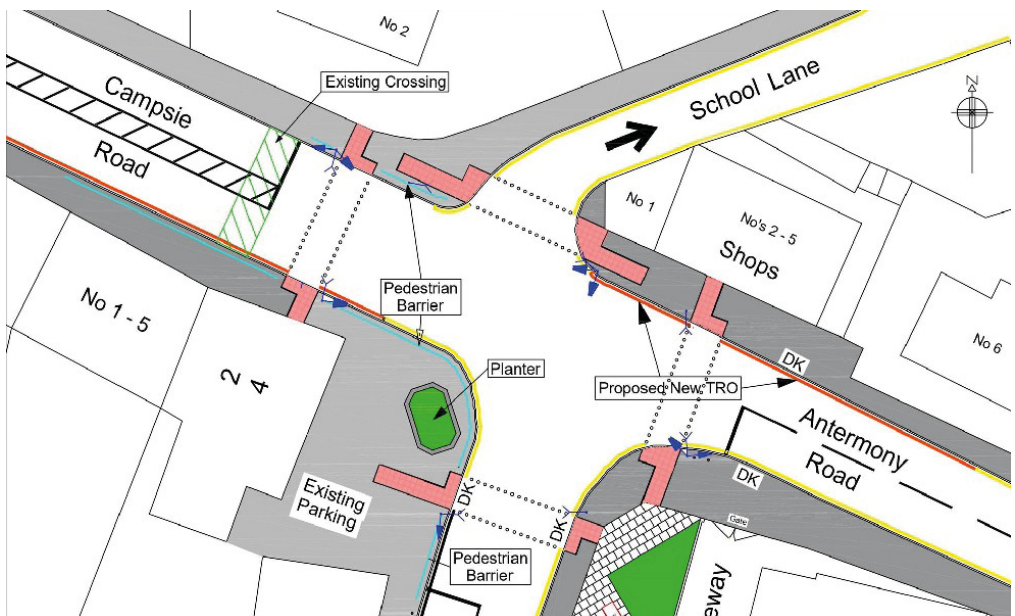 No 2
Existing Crossing
Campsie
Road
School Lane
N
No 1
No's 2 - 5
Shops
No 6
Pedestrian
Barrier
No 1 - 5
2
4
Planter
Proposed New TRO
DK
Antermony
Road
DK
DK
DK
Existing
Parking
Gate
Pedestrian
Barrier
eway